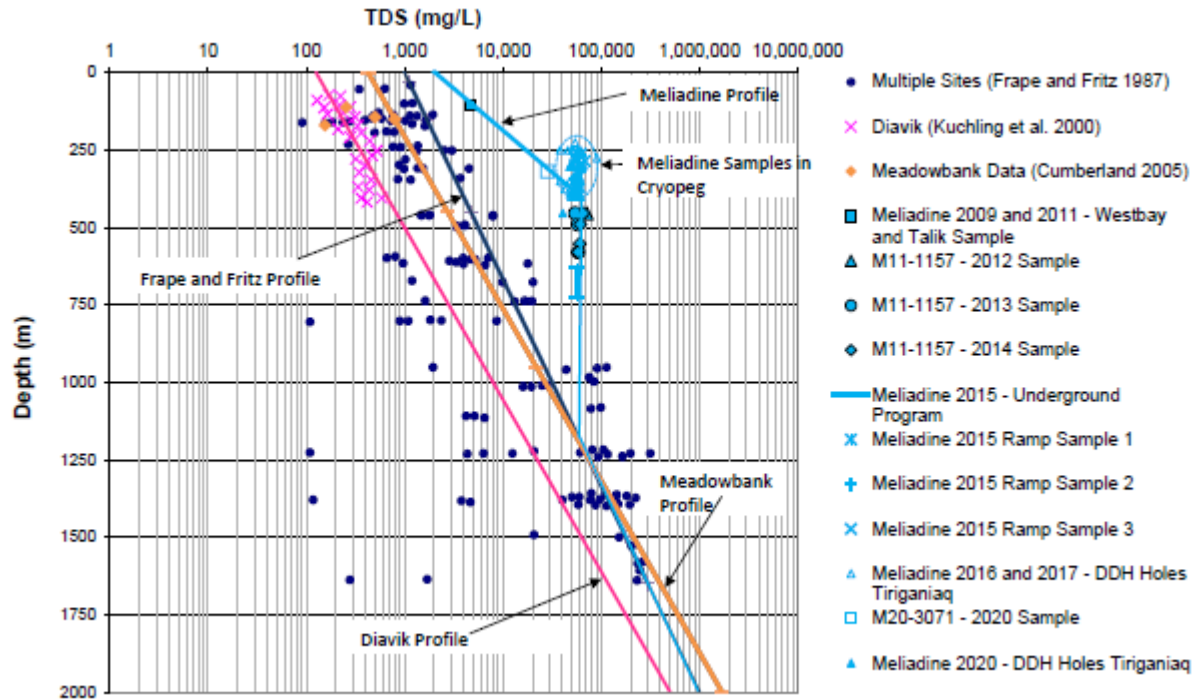 TDS (mg/L)
1 10 100 1,000 10,000 100,000 1,000,000 10,000,000
0
250
500
750
1000
1250
1500
1750
2000
Depth (m)
Meliadine Profile
Meliadine Samples in
Cryopeg
Frape and Fritz Profile
Meadowbank
Profile
Diavik Profile
Multiple Sites (Frape and Fritz 1987)
Diavik (Kuchling et al. 2000)
Meadowbank Data (Cumberland 2005)
Meliadine 2009 and 2011 - Westbay
and Talik Sample
M11-1157 - 2012 Sample
M11-1157 - 2013 Sample
M11-1157 - 2014 Sample
Meliadine 2015 - Underground
Program
Meliadine 2015 Ramp Sample 1
Meliadine 2015 Ramp Sample 2
Meliadine 2015 Ramp Sample 3
Meliadine 2016 and 2017 - DDH Holes
Tiriganiaq
M20-3071 - 2020 Sample
Meliadine 2020 - DDH Holes Tiriganiaq